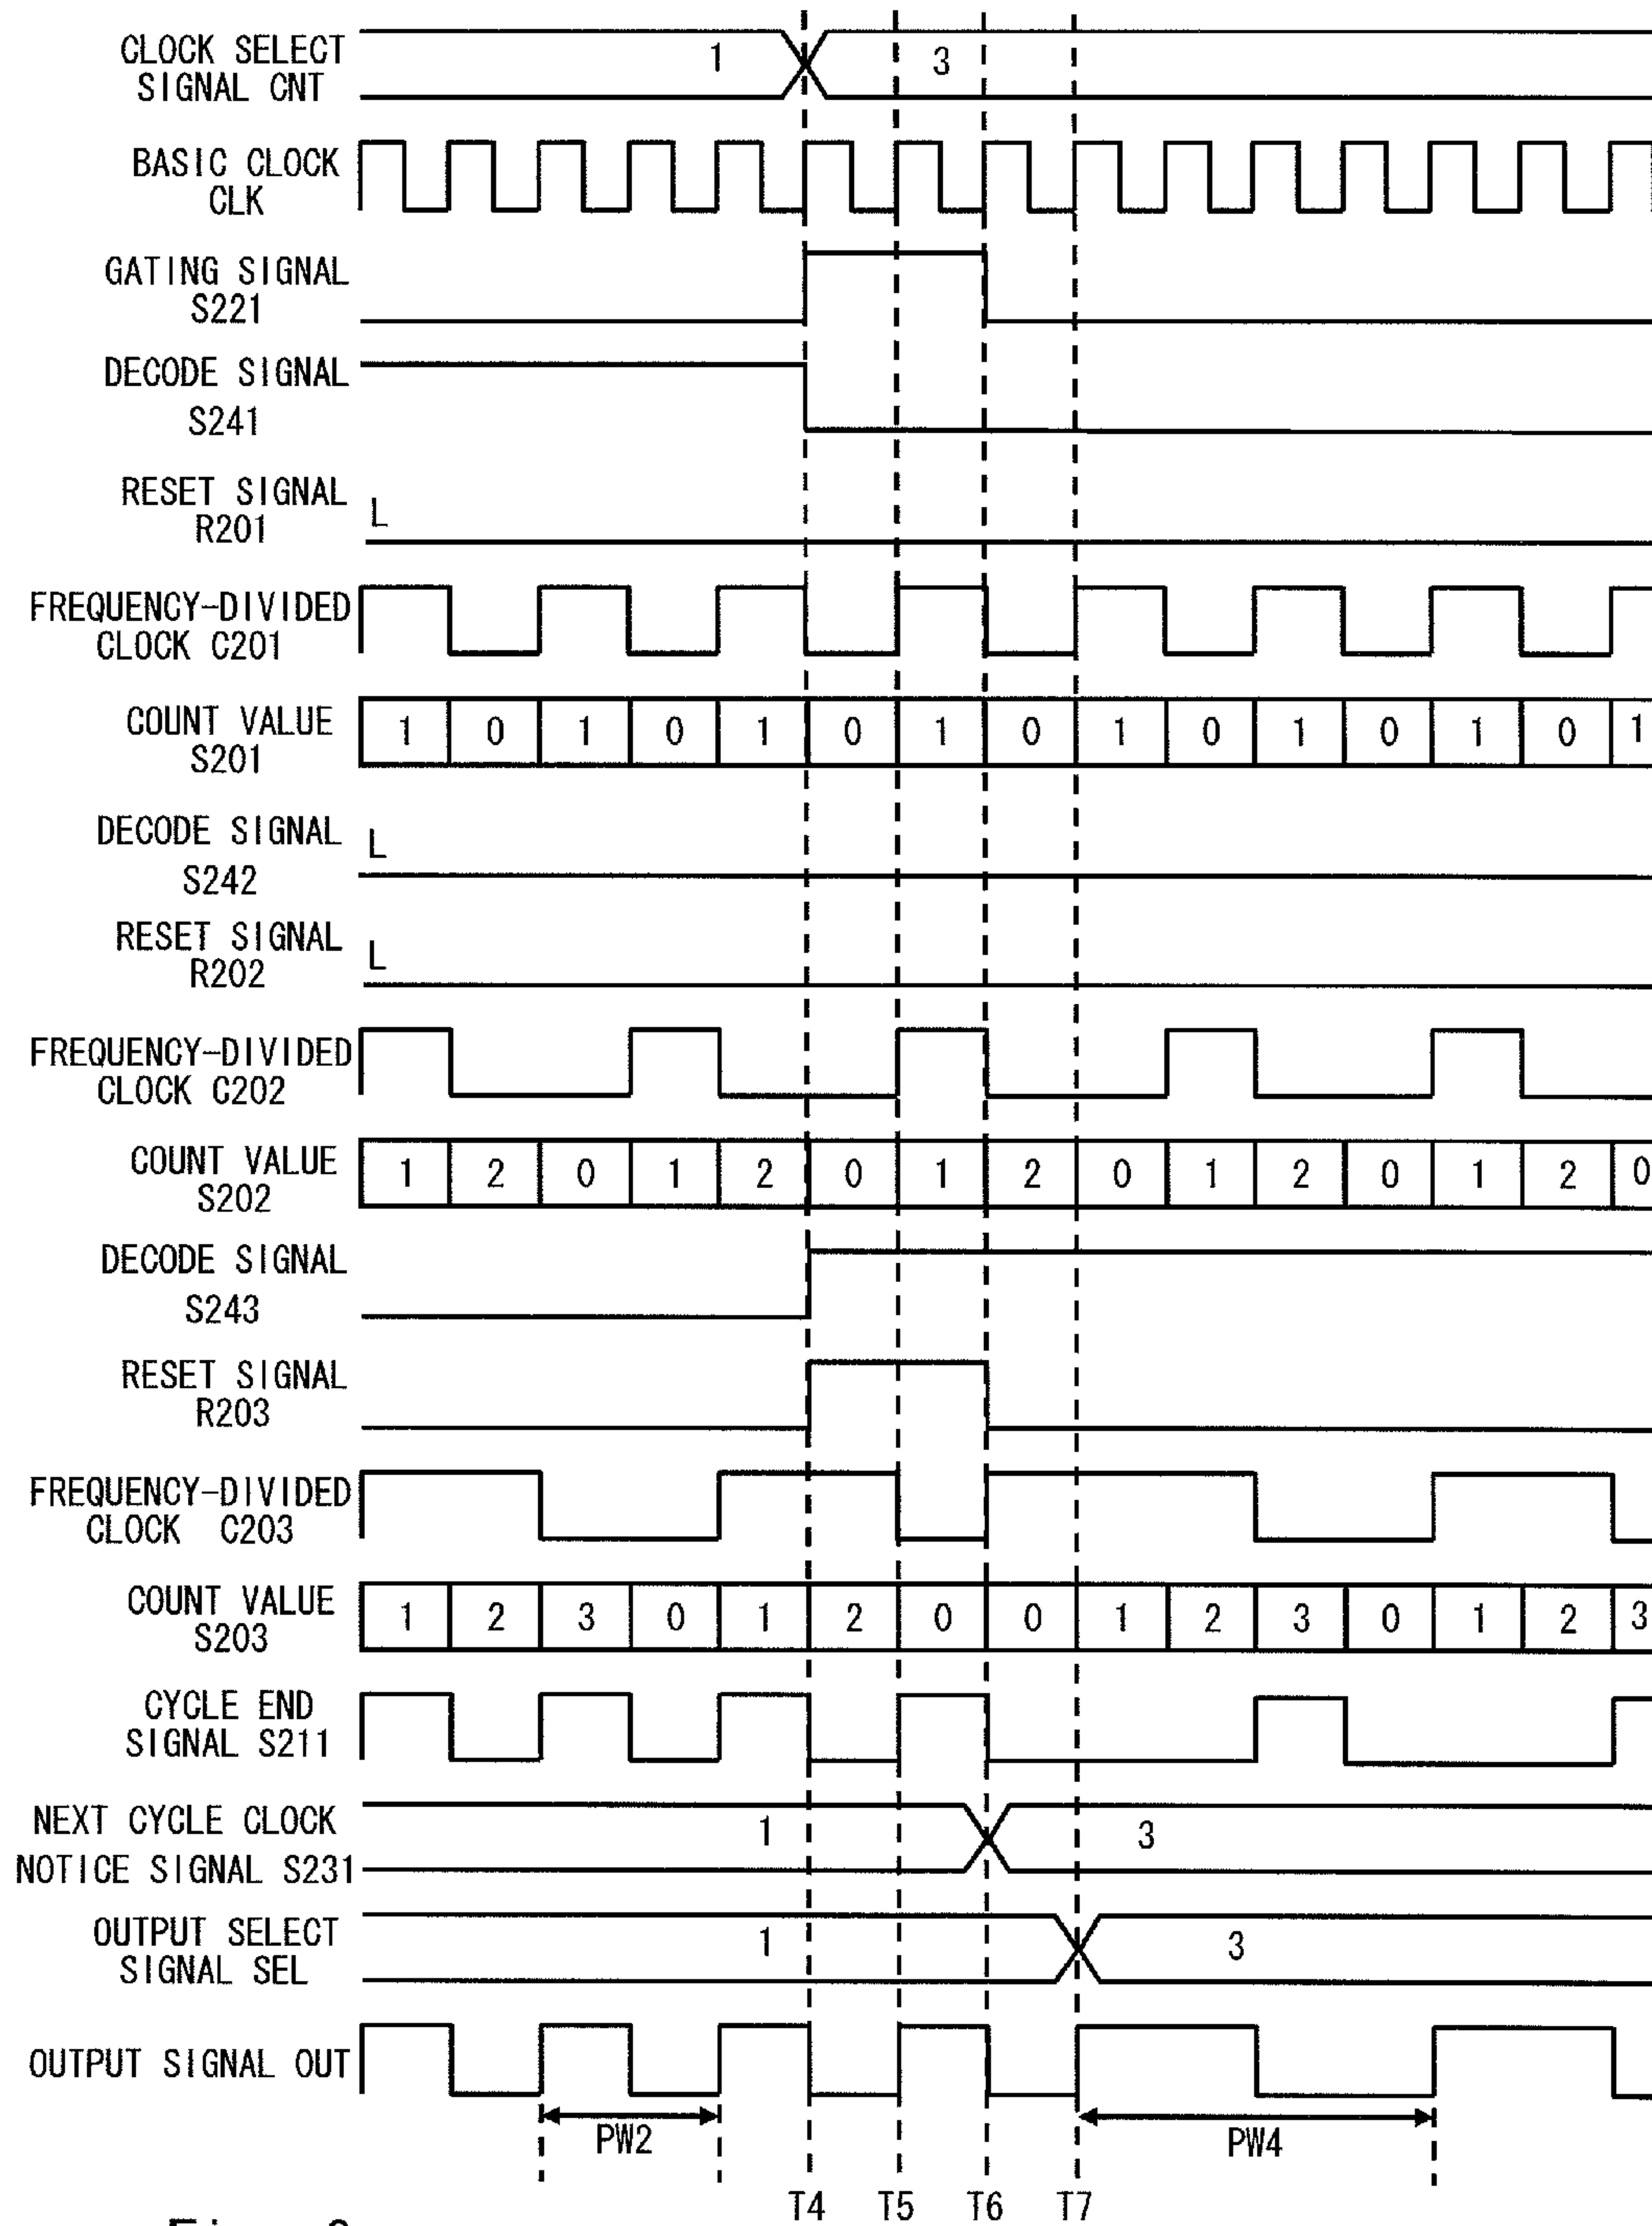 CLOCK SELECT
SIGNAL CNT
1 3
BASIC CLOCK
CLK
GATING SIGNAL
S221
DECODE SIGNAL
S241
RESET SIGNAL
R201
L
FREQUENCY-DIVIDED
CLOCK C201
COUNT VALUE
S201
1 0 1 0 1 0 1 0 1 0 1 0 1 0 1
DECODE SIGNAL
S242
L
RESET SIGNAL
R202
L
FREQUENCY-DIVIDED
CLOCK C202
COUNT VALUE
S202
1 2 0 1 2 0 1 2 0 1 2 0 1 2 0
DECODE SIGNAL
S243
RESET SIGNAL
R203
FREQUENCY-DIVIDED
CLOCK C203
COUNT VALUE
S203
1 2 3 0 1 2 0 0 1 2 3 0 1 2 3
CYCLE END
SIGNAL S211
NEXT CYCLE CLOCK
NOTICE SIGNAL S231
1 3
OUTPUT SELECT
SIGNAL SEL
1 3
OUTPUT SIGNAL OUT
PW2 PW4
T4 T5 T6 T7